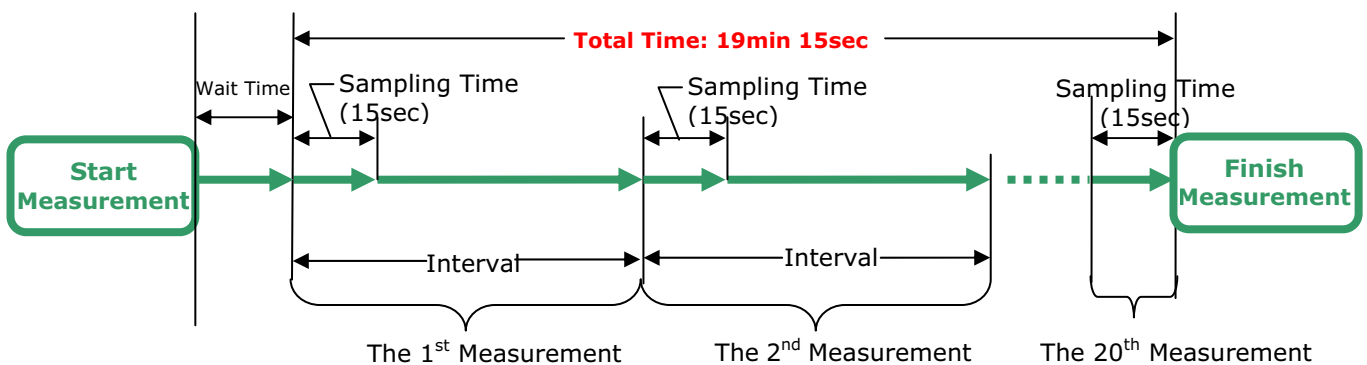 Total Time: 19min 15sec
Wait Time
Sampling Time
(15sec)
Sampling Time
(15sec)
Sampling Time
(15sec)
Start
Measurement
Finish
Measurement
Interval
Interval
The 1st Measurement
The 2nd Measurement
The 20th Measurement